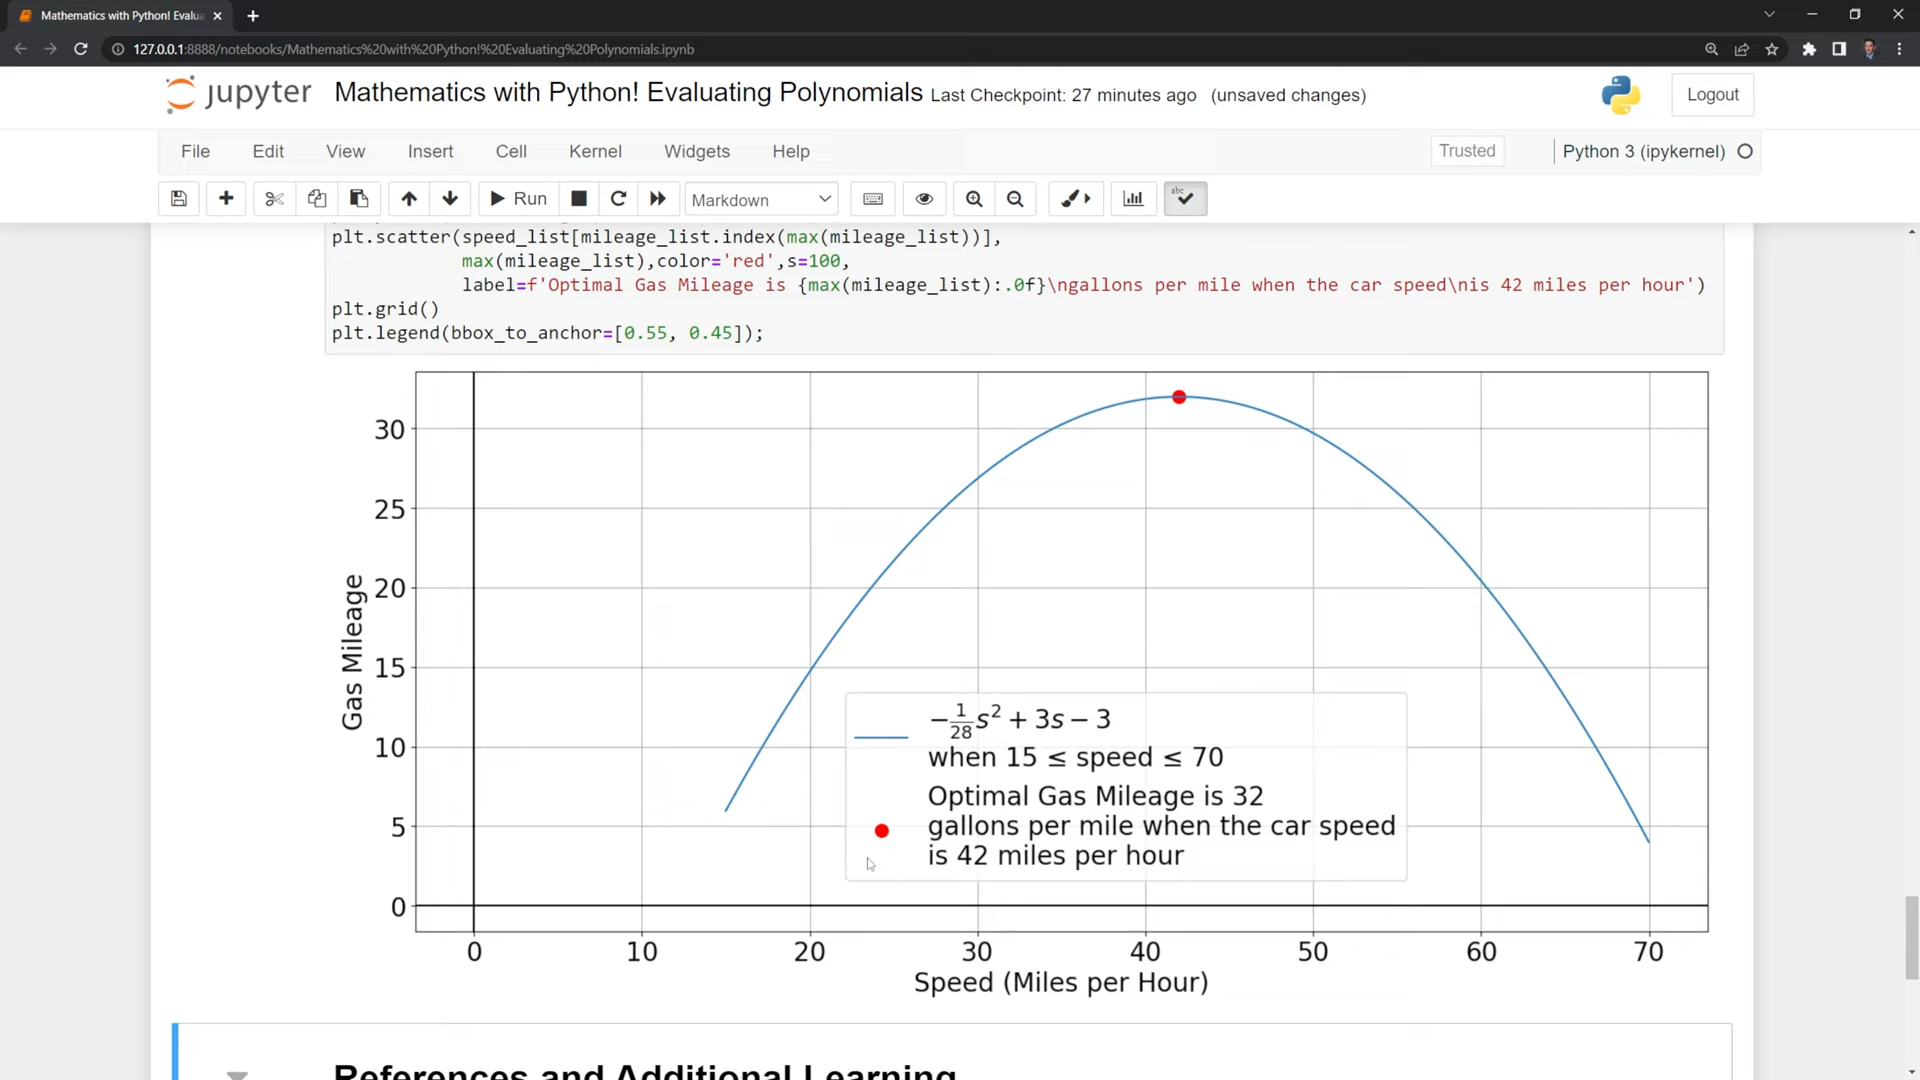 Mathematics with Python! Evalua
127.0.0.1:8888/notebooks/Mathematics%20with%20Python!%20Evaluating%20Polynomials.ipynb
jupyter Mathematics with Python! Evaluating Polynomials Last Checkpoint: 27 minutes ago (unsaved changes) Logout
File Edit View Insert Cell Kernel Widgets Help Trusted Python 3 (ipykernel)
Run Markdown abc
plt.scatter(speed_list[mileage_list.index(max(mileage_list))],
max(mileage_list),color='red',s=100,
label=f'Optimal Gas Mileage is {max(mileage_list):.0f}\ngallons per mile when the car speed\nis 42 miles per hour')
plt.grid()
plt.legend(bbox_to_anchor=[0.55, 0.45]);
Gas Mileage
30
25
20
15
10
5
0
−1/28 s² + 3s − 3
when 15 ≤ speed ≤ 70
Optimal Gas Mileage is 32
gallons per mile when the car speed
is 42 miles per hour
0 10 20 30 40 50 60 70
Speed (Miles per Hour)
References and Additional Learning